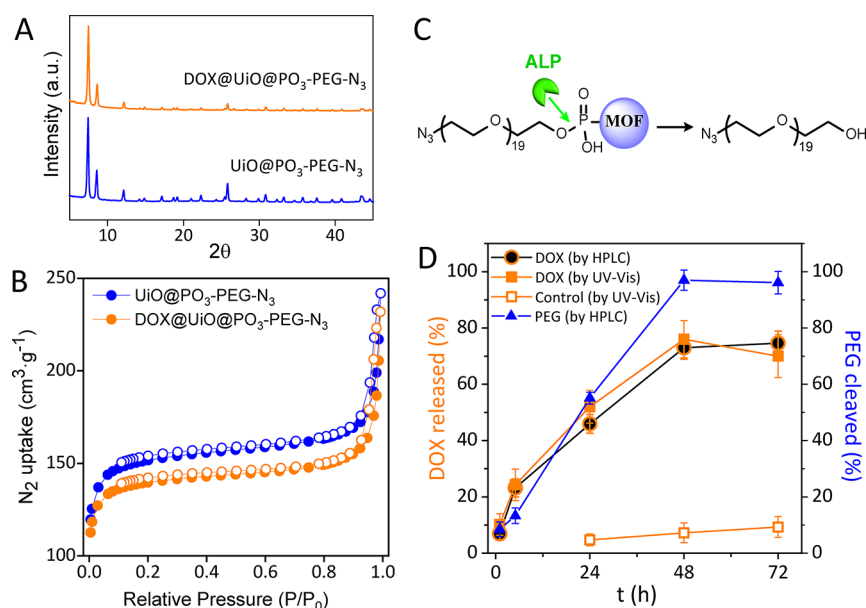 A
Intensity (a.u.)
DOX@UiO@PO₃-PEG-N₃
UiO@PO₃-PEG-N₃
10 20 30 40
2θ
B
N₂ uptake (cm³·g⁻¹)
250
200
150
100
UiO@PO₃-PEG-N₃
DOX@UiO@PO₃-PEG-N₃
0.0 0.2 0.4 0.6 0.8 1.0
Relative Pressure (P/P₀)
C
ALP
N₃ O 19 O P O OH MOF N₃ O 19 OH
D
DOX released (%)
100
80
60
40
20
0
DOX (by HPLC)
DOX (by UV-Vis)
Control (by UV-Vis)
PEG (by HPLC)
100
80
60
40
20
0
PEG cleaved (%)
0 24 48 72
t (h)